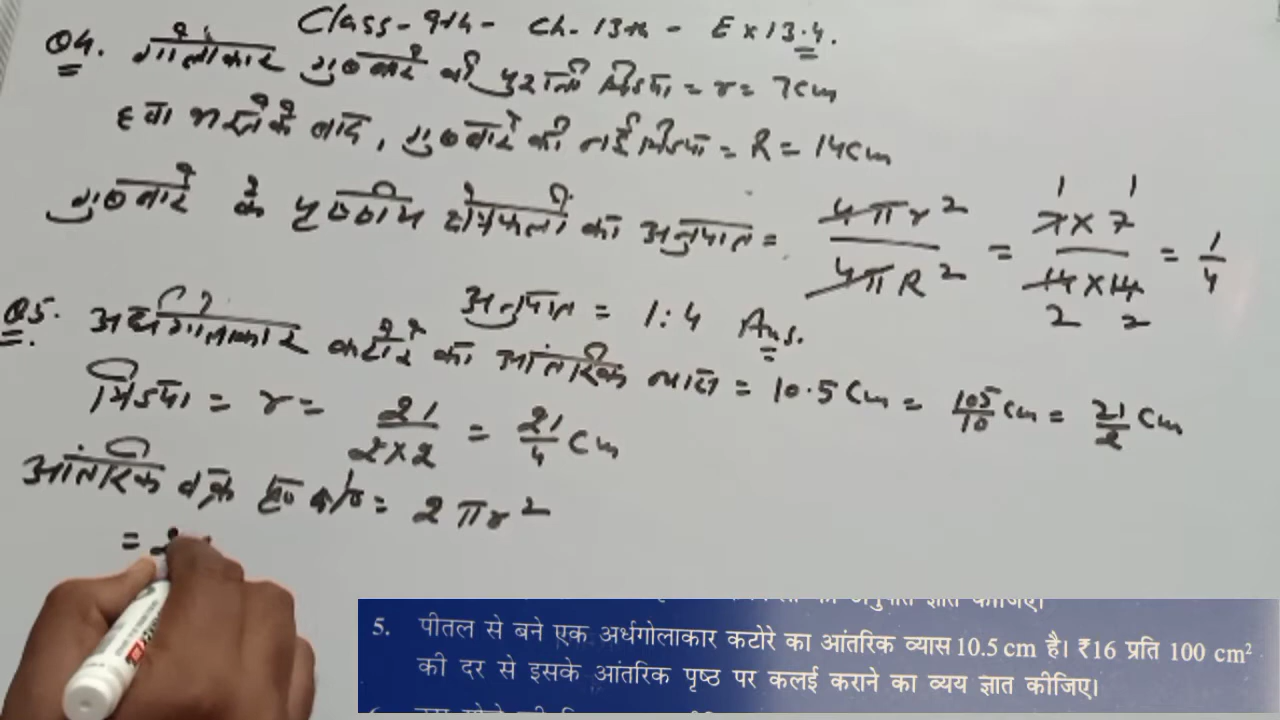 Class - 9th - Ch. 13th - Ex 13.4.
Q4. गोलाकार गुब्बारे की पुरानी त्रिज्या = r = 7cm
हवा भरने के बाद, गुब्बारे की नई त्रिज्या = R = 14cm
गुब्बारे के पृष्ठीय क्षेत्रफलों का अनुपात = 4πr² / 4πR² = 7×7 / 14×14 = 1/4
अनुपात = 1:4 Ans.
Q5. अर्धगोलाकार कटोरे का आंतरिक व्यास = 10.5 cm = 105/10 cm = 21/2 cm
त्रिज्या = r = 21/2×2 = 21/4 cm
आंतरिक वक्र पृ० क्षे० = 2πr²
= 2
5. पीतल से बने एक अर्धगोलाकार कटोरे का आंतरिक व्यास 10.5 cm है। ₹16 प्रति 100 cm²
की दर से इसके आंतरिक पृष्ठ पर कलई कराने का व्यय ज्ञात कीजिए।